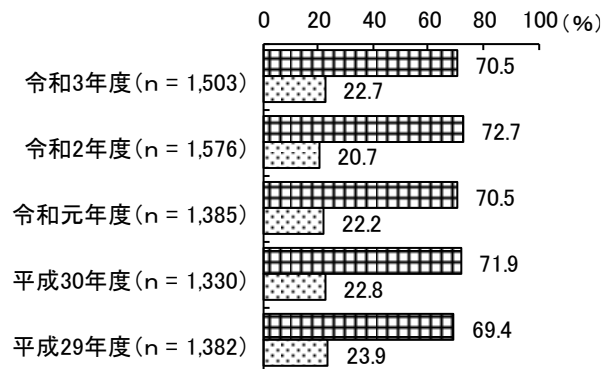 0 20 40 60 80 100 (%)
令和3年度(n = 1,503) 70.5
22.7
令和2年度(n = 1,576) 72.7
20.7
令和元年度(n = 1,385) 70.5
22.2
平成30年度(n = 1,330) 71.9
22.8
平成29年度(n = 1,382) 69.4
23.9